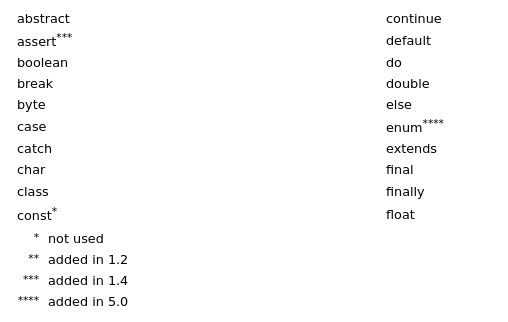 abstract continue
assert*** default
boolean do
break double
byte else
case enum****
catch extends
char final
class finally
const* float
* not used
** added in 1.2
*** added in 1.4
**** added in 5.0